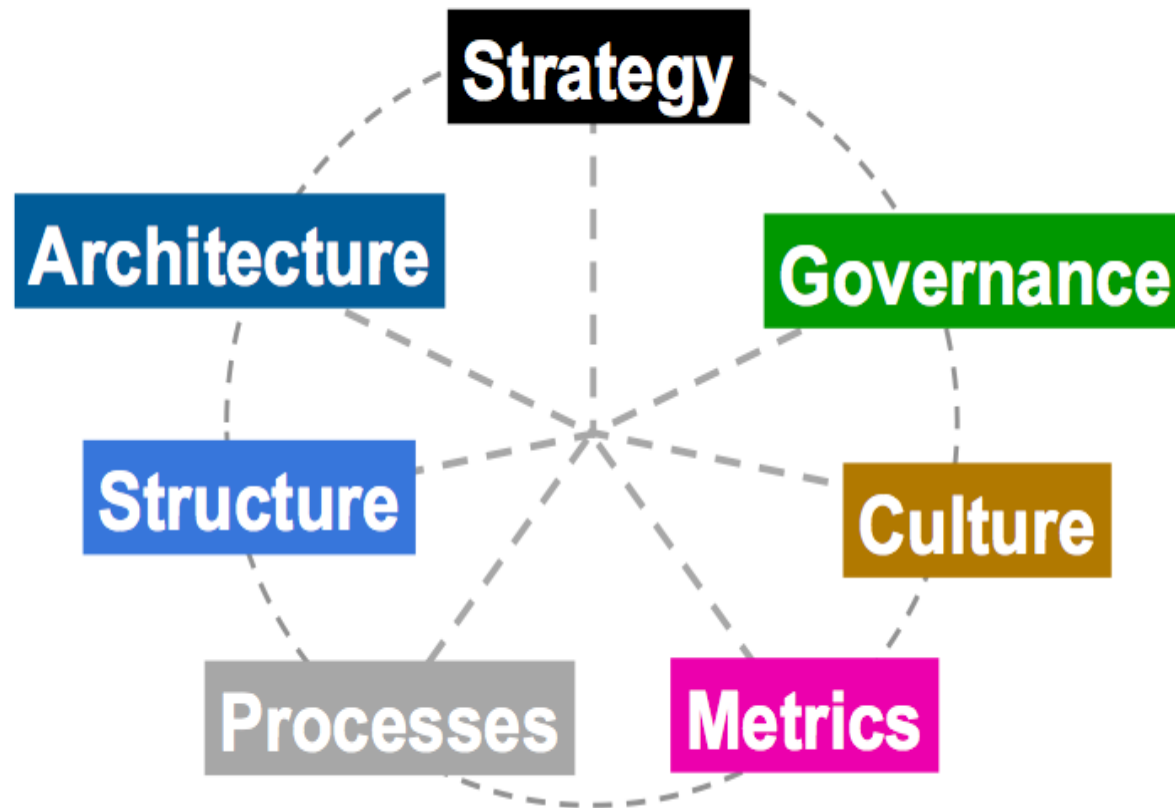 Strategy
Architecture
Governance
Structure
Culture
Processes
Metrics